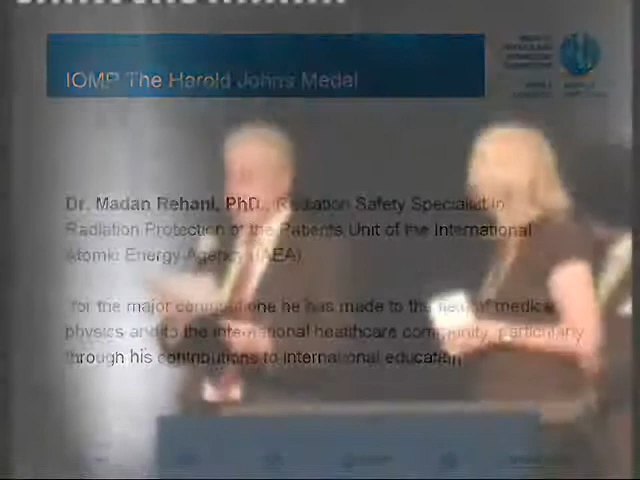 IOMP The Harold Johns Medel
Dr. Madan Rehani, PhD., Radiation Safety Specialist in
Radiation Protection of the Patients Unit of the International
Atomic Energy Agency (IAEA)
for the major contributions he has made to the field of medical
physics and to the international healthcare community, particularly
through his contributions to international education